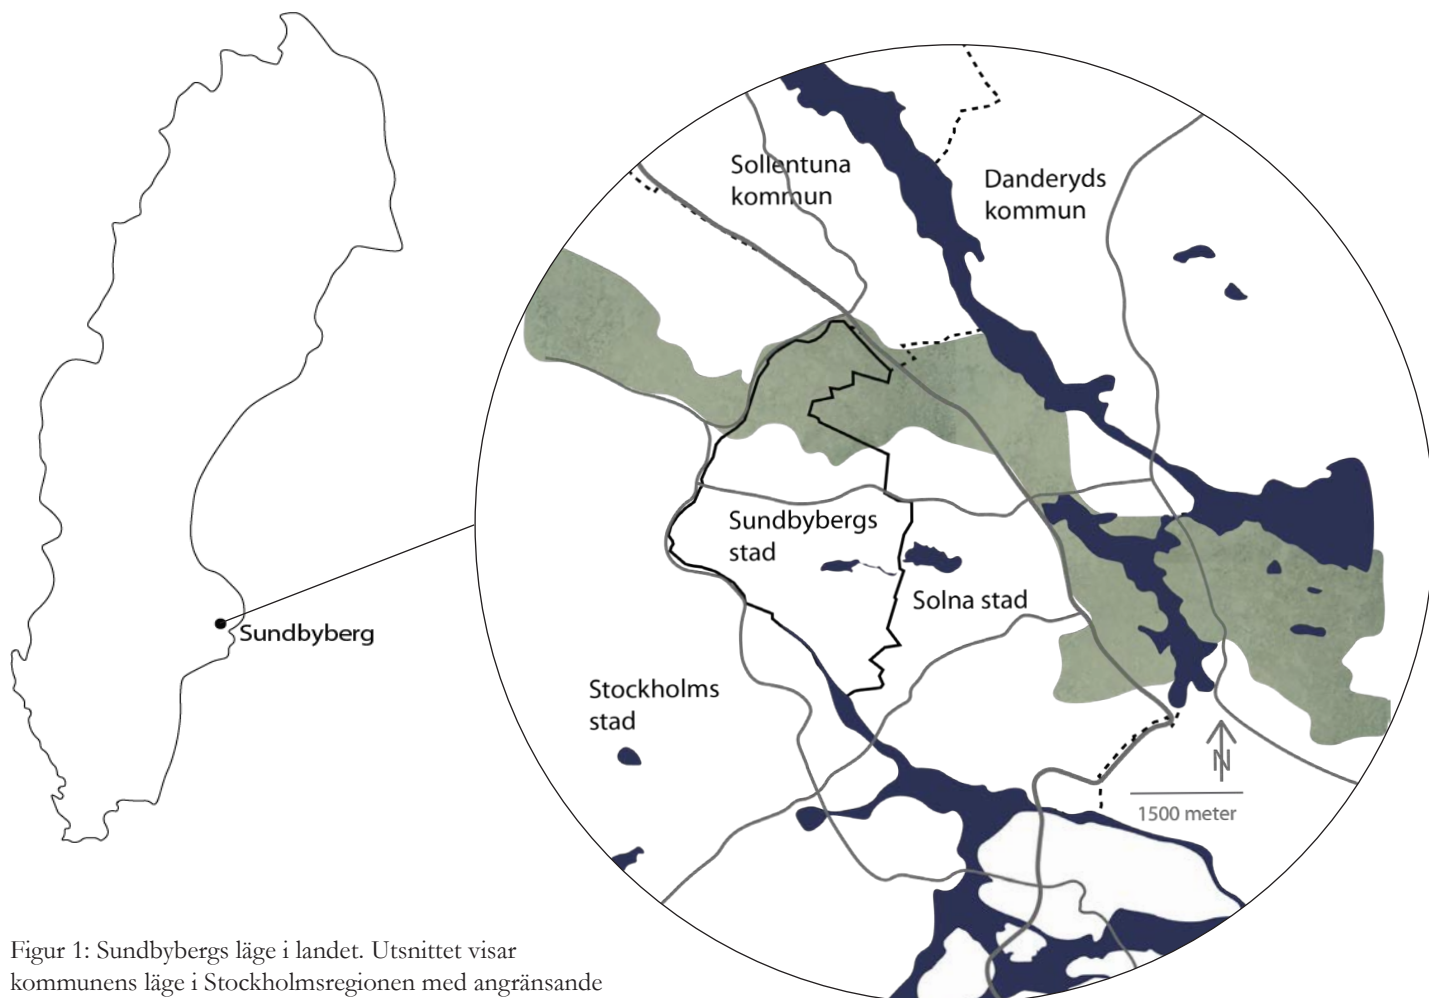 Sollentuna
kommun
Danderyds
kommun
Sundbybergs
stad
Solna stad
Sundbyberg
Stockholms
stad
N
1500 meter
Figur 1: Sundbybergs läge i landet. Utsnittet visar
kommunens läge i Stockholmsregionen med angränsande